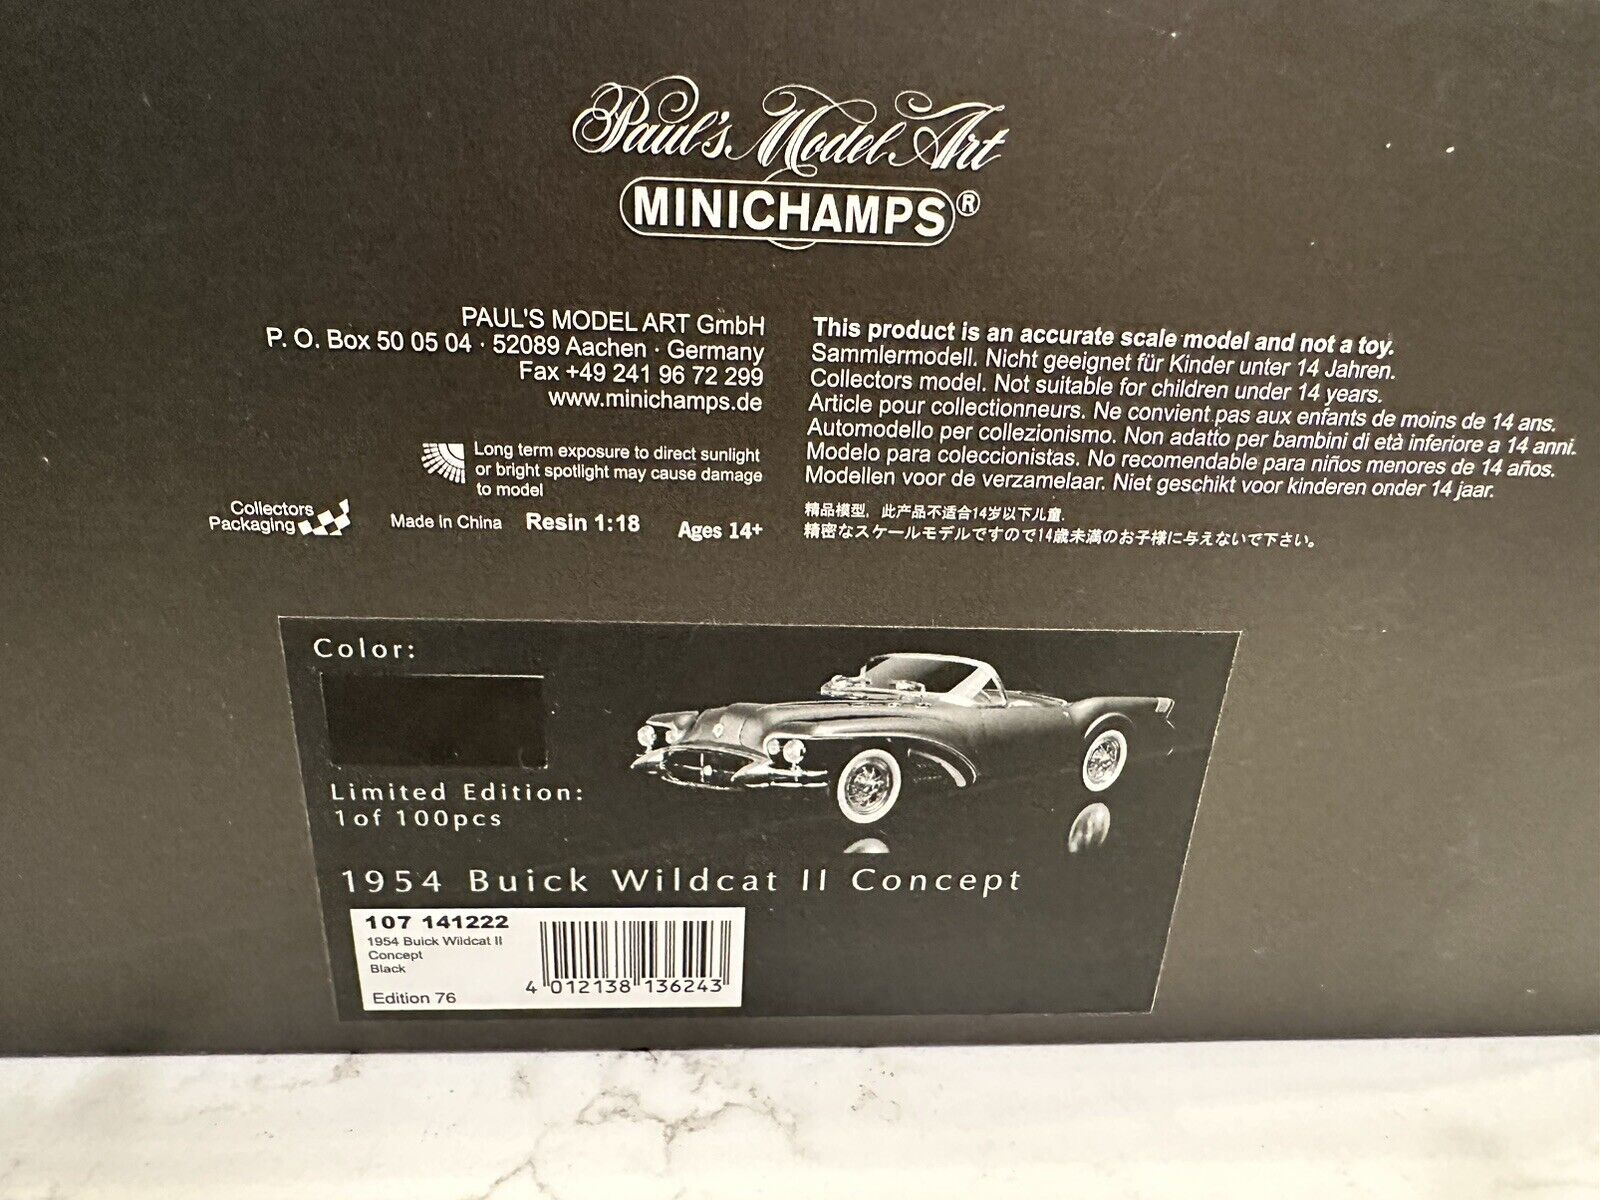 Paul's Model Art
MINICHAMPS®
PAUL'S MODEL ART GmbH
P. O. Box 50 05 04 · 52089 Aachen · Germany
Fax +49 241 96 72 299
www.minichamps.de
Long term exposure to direct sunlight
or bright spotlight may cause damage
to model
Collectors
Packaging
Made in China
Resin 1:18
Ages 14+
This product is an accurate scale model and not a toy.
Sammlermodell. Nicht geeignet für Kinder unter 14 Jahren.
Collectors model. Not suitable for children under 14 years.
Article pour collectionneurs. Ne convient pas aux enfants de moins de 14 ans.
Automodello per collezionismo. Non adatto per bambini di età inferiore a 14 anni.
Modelo para coleccionistas. No recomendable para niños menores de 14 años.
Modellen voor de verzamelaar. Niet geschikt voor kinderen onder 14 jaar.
精品模型，此产品不适合14岁以下儿童.
精密なスケールモデルですので14歳未満のお子様に与えないで下さい。
Color:
Limited Edition:
1 of 100pcs
1954 Buick Wildcat II Concept
107 141222
1954 Buick Wildcat II
Concept
Black
Edition 76
4 012138 136243